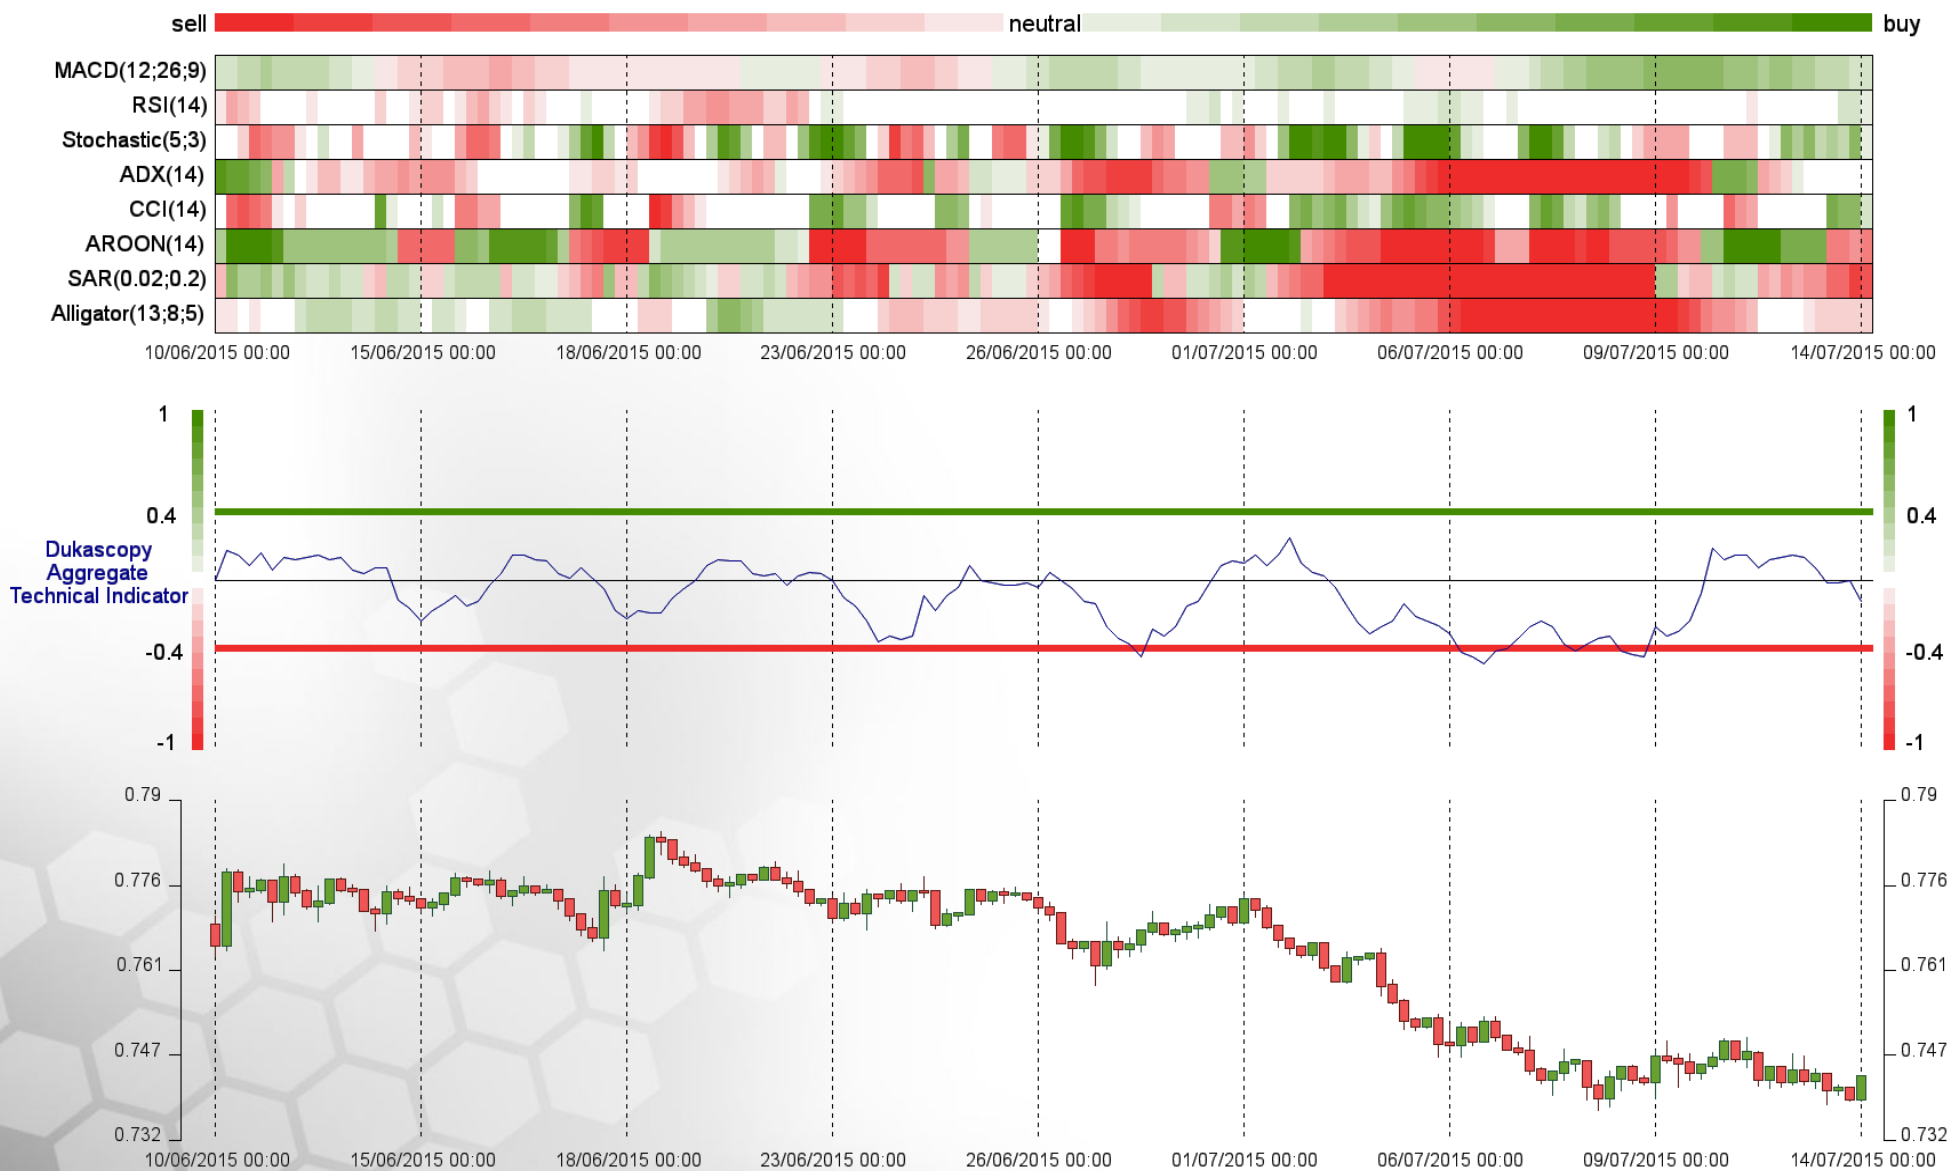 sell neutral buy
MACD(12;26;9)
RSI(14)
Stochastic(5;3)
ADX(14)
CCI(14)
AROON(14)
SAR(0.02;0.2)
Alligator(13;8;5)
10/06/2015 00:00 15/06/2015 00:00 18/06/2015 00:00 23/06/2015 00:00 26/06/2015 00:00 01/07/2015 00:00 06/07/2015 00:00 09/07/2015 00:00 14/07/2015 00:00
1 1
0.4 0.4
Dukascopy
Aggregate
Technical Indicator
-0.4 -0.4
-1 -1
0.79 0.79
0.776 0.776
0.761 0.761
0.747 0.747
0.732 0.732
10/06/2015 00:00 15/06/2015 00:00 18/06/2015 00:00 23/06/2015 00:00 26/06/2015 00:00 01/07/2015 00:00 06/07/2015 00:00 09/07/2015 00:00 14/07/2015 00:00